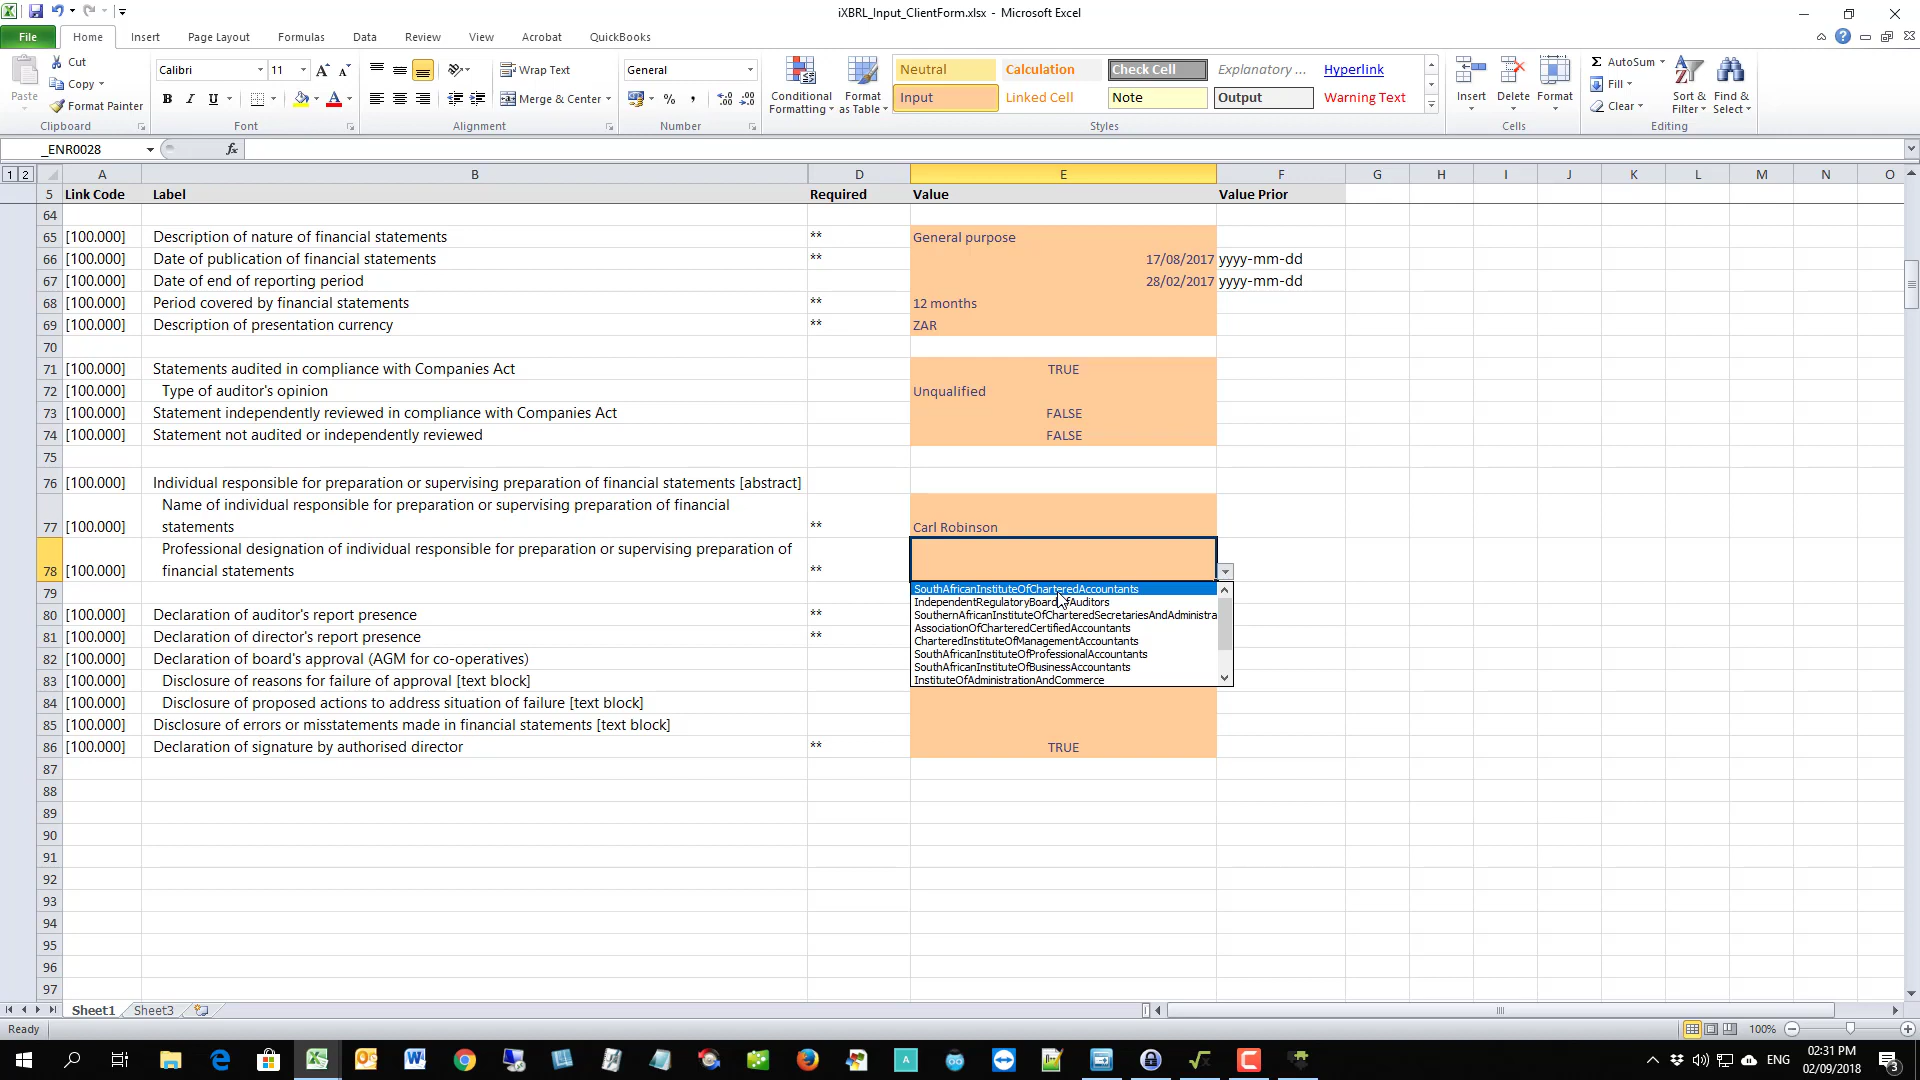 iXBRL_Input_ClientForm.xlsx - Microsoft Excel
File Home Insert Page Layout Formulas Data Review View Acrobat QuickBooks
Paste Cut Copy Format Painter Clipboard
Calibri 11 B I U Font
Wrap Text Merge & Center Alignment
General % , Number
Conditional Formatting Format as Table
Neutral Calculation Check Cell Explanatory ... Hyperlink
Input Linked Cell Note Output Warning Text
Styles
Insert Delete Format Cells
AutoSum Fill Clear Sort & Filter Find & Select Editing
_ENR0028 fx
1 2 A B D E F G H I J K L M N O
5 Link Code Label Required Value Value Prior
64
65 [100.000] Description of nature of financial statements ** General purpose
66 [100.000] Date of publication of financial statements ** 17/08/2017 yyyy-mm-dd
67 [100.000] Date of end of reporting period 28/02/2017 yyyy-mm-dd
68 [100.000] Period covered by financial statements ** 12 months
69 [100.000] Description of presentation currency ** ZAR
70
71 [100.000] Statements audited in compliance with Companies Act TRUE
72 [100.000] Type of auditor's opinion Unqualified
73 [100.000] Statement independently reviewed in compliance with Companies Act FALSE
74 [100.000] Statement not audited or independently reviewed FALSE
75
76 [100.000] Individual responsible for preparation or supervising preparation of financial statements [abstract]
Name of individual responsible for preparation or supervising preparation of financial
77 [100.000] statements ** Carl Robinson
Professional designation of individual responsible for preparation or supervising preparation of
78 [100.000] financial statements **
SouthAfricanInstituteOfCharteredAccountants
IndependentRegulatoryBoardOfAuditors
SouthernAfricanInstituteOfCharteredSecretariesAndAdministra
AssociationOfCharteredCertifiedAccountants
CharteredInstituteOfManagementAccountants
SouthAfricanInstituteOfProfessionalAccountants
SouthAfricanInstituteOfBusinessAccountants
InstituteOfAdministrationAndCommerce
79
80 [100.000] Declaration of auditor's report presence **
81 [100.000] Declaration of director's report presence **
82 [100.000] Declaration of board's approval (AGM for co-operatives)
83 [100.000] Disclosure of reasons for failure of approval [text block]
84 [100.000] Disclosure of proposed actions to address situation of failure [text block]
85 [100.000] Disclosure of errors or misstatements made in financial statements [text block]
86 [100.000] Declaration of signature by authorised director ** TRUE
87
88
89
90
91
92
93
94
95
96
97
Sheet1 Sheet3
Ready 100%
ENG 02:31 PM
02/09/2018 3